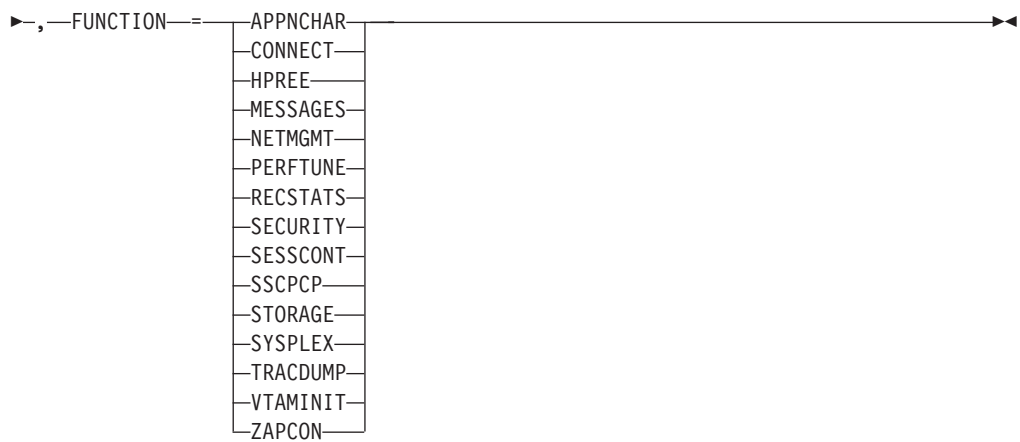 , FUNCTION = APPNCHAR
CONNECT
HPREE
MESSAGES
NETMGMT
PERFTUNE
RECSTATS
SECURITY
SESSCONT
SSCPCP
STORAGE
SYSPLEX
TRACDUMP
VTAMINIT
ZAPCON